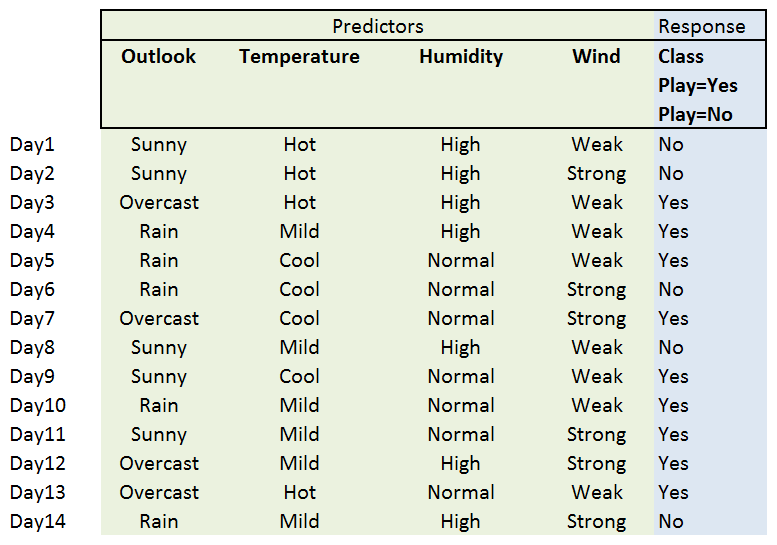 Predictors Response
Outlook Temperature Humidity Wind Class
Play=Yes
Play=No
Day1 Sunny Hot High Weak No
Day2 Sunny Hot High Strong No
Day3 Overcast Hot High Weak Yes
Day4 Rain Mild High Weak Yes
Day5 Rain Cool Normal Weak Yes
Day6 Rain Cool Normal Strong No
Day7 Overcast Cool Normal Strong Yes
Day8 Sunny Mild High Weak No
Day9 Sunny Cool Normal Weak Yes
Day10 Rain Mild Normal Weak Yes
Day11 Sunny Mild Normal Strong Yes
Day12 Overcast Mild High Strong Yes
Day13 Overcast Hot Normal Weak Yes
Day14 Rain Mild High Strong No